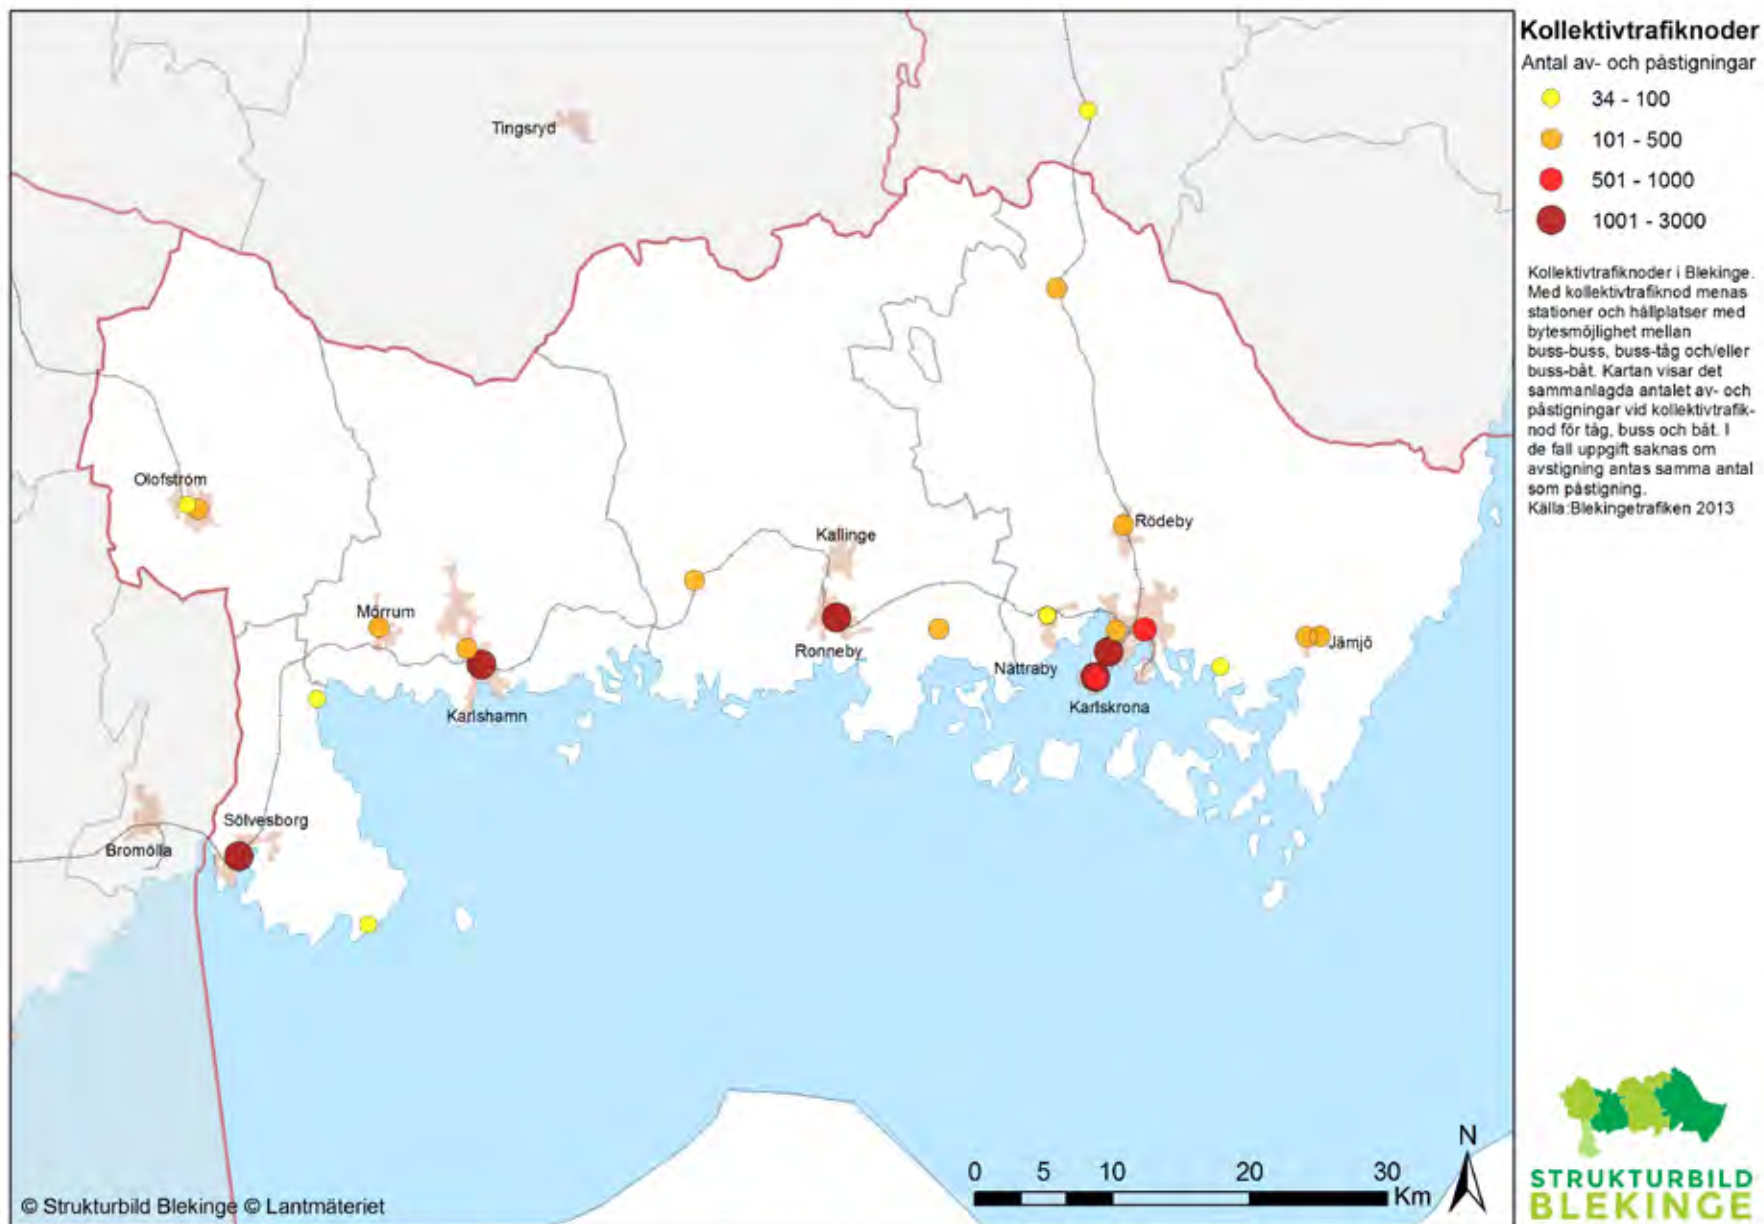 Kollektivtrafiknoder
Antal av- och påstigningar
34 - 100
101 - 500
501 - 1000
1001 - 3000
Kollektivtrafiknoder i Blekinge.
Med kollektivtrafiknod menas
stationer och hållplatser med
bytesmöjlighet mellan
buss-buss, buss-tåg och/eller
buss-båt. Kartan visar det
sammanlagda antalet av- och
påstigningar vid kollektivtrafik-
nod för tåg, buss och båt. I
de fall uppgift saknas om
avstigning antas samma antal
som påstigning.
Källa:Blekingetrafiken 2013
Tingsryd
Olofström
Kallinge
Rödeby
Mörrum
Ronneby
Nättraby
Jämjö
Karlshamn
Karlskrona
Sölvesborg
Bromölla
0 5 10 20 30
Km
N
© Strukturbild Blekinge © Lantmäteriet
STRUKTURBILD
BLEKINGE